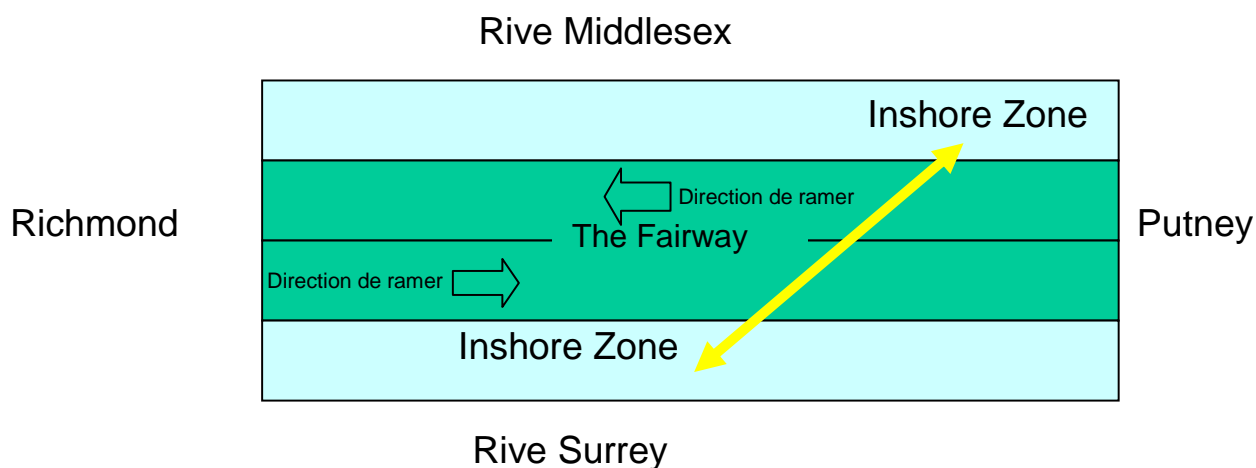 Rive Middlesex
Inshore Zone
Direction de ramer
Richmond
Putney
The Fairway
Direction de ramer
Inshore Zone
Rive Surrey